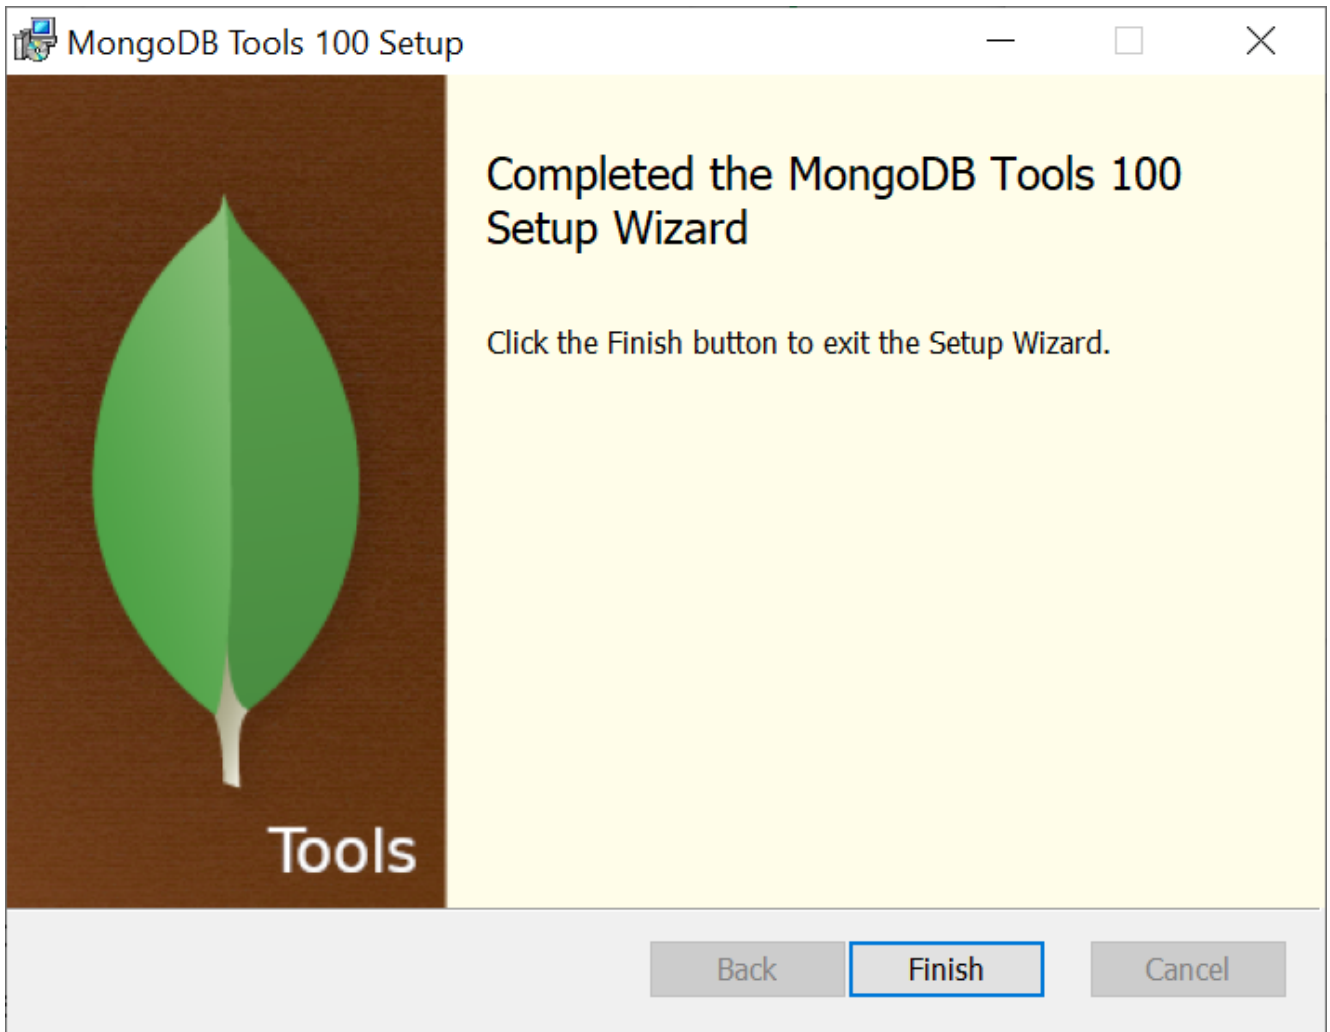 MongoDB Tools 100 Setup
Completed the MongoDB Tools 100
Setup Wizard
Click the Finish button to exit the Setup Wizard.
Tools
Back
Finish
Cancel